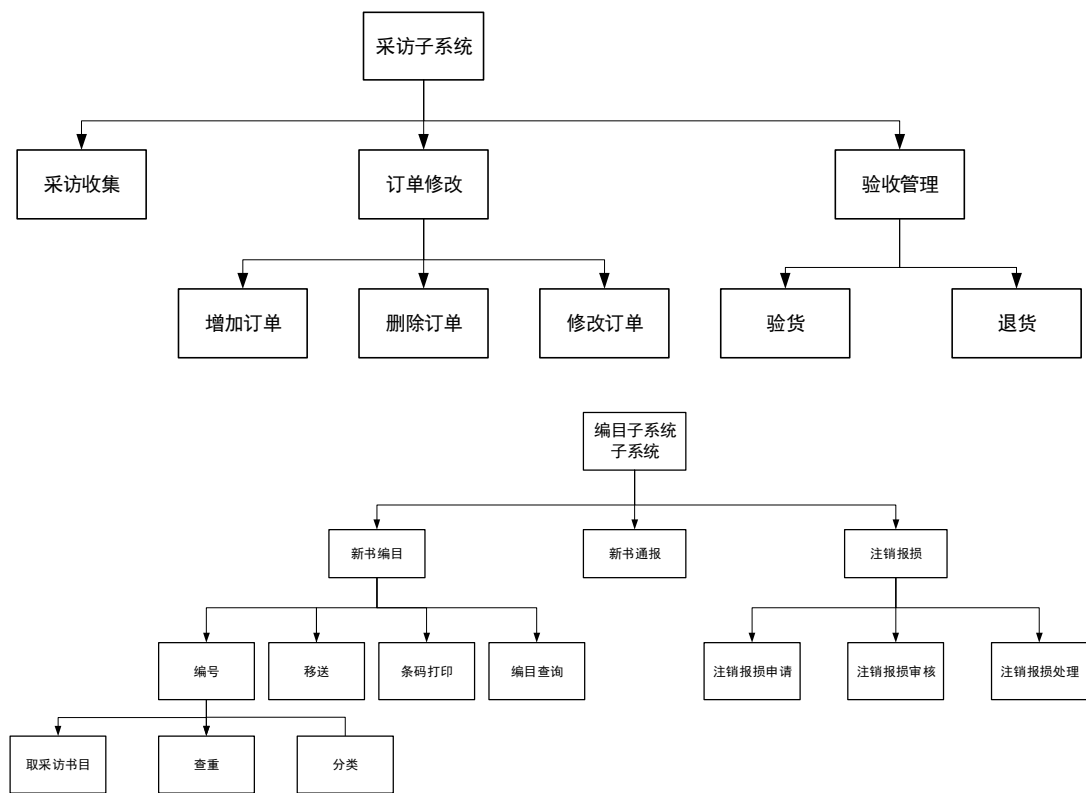 采访子系统
采访收集
订单修改
验收管理
增加订单
删除订单
修改订单
验货
退货
编目子系统
子系统
新书编目
新书通报
注销报损
编号
移送
条码打印
编目查询
注销报损申请
注销报损审核
注销报损处理
取采访书目
查重
分类